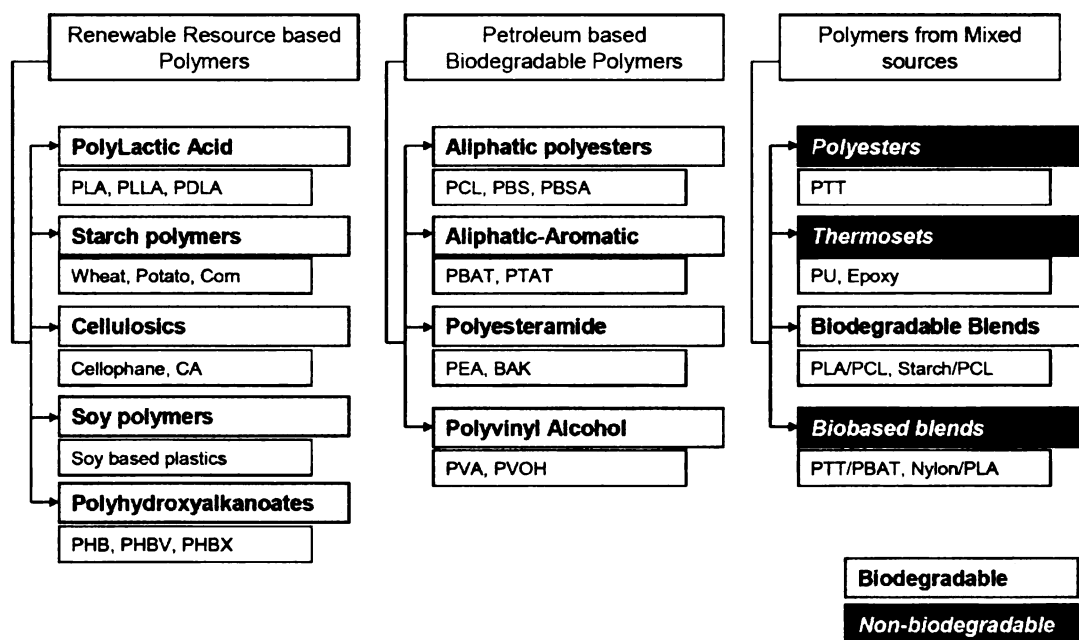 Renewable Resource based
Polymers
PolyLactic Acid
PLA, PLLA, PDLA
Starch polymers
Wheat, Potato, Corn
Cellulosics
Cellophane, CA
Soy polymers
Soy based plastics
Polyhydroxyalkanoates
PHB, PHBV, PHBX
Petroleum based
Biodegradable Polymers
Aliphatic polyesters
PCL, PBS, PBSA
Aliphatic-Aromatic
PBAT, PTAT
Polyesteramide
PEA, BAK
Polyvinyl Alcohol
PVA, PVOH
Polymers from Mixed
sources
Polyesters
PTT
Thermosets
PU, Epoxy
Biodegradable Blends
PLA/PCL, Starch/PCL
Biobased blends
PTT/PBAT, Nylon/PLA
Biodegradable
Non-biodegradable